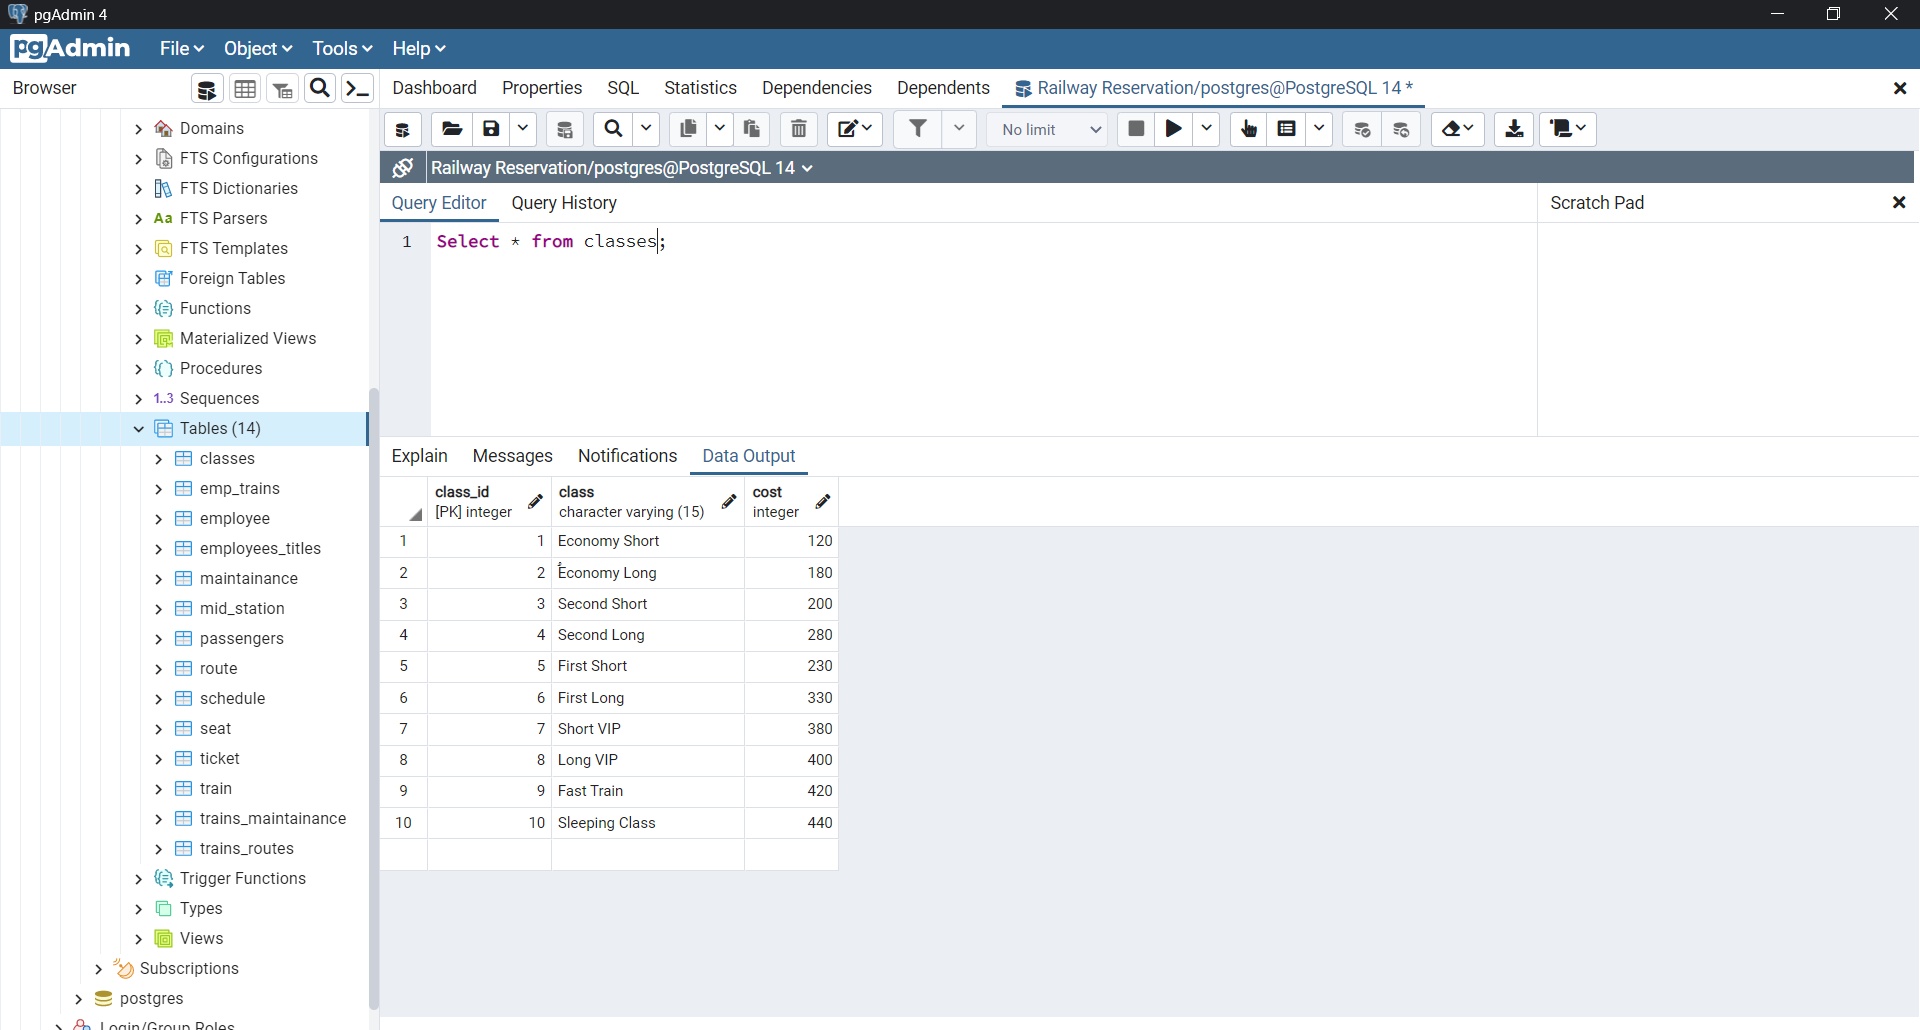 pgAdmin 4
pgAdmin File Object Tools Help
Browser
Dashboard Properties SQL Statistics Dependencies Dependents Railway Reservation/postgres@PostgreSQL 14 *
No limit
Railway Reservation/postgres@PostgreSQL 14
Query Editor Query History
Scratch Pad
1 Select * from classes;
Domains
FTS Configurations
FTS Dictionaries
Aa FTS Parsers
FTS Templates
Foreign Tables
Functions
Materialized Views
Procedures
1..3 Sequences
Tables (14)
classes
emp_trains
employee
employees_titles
maintainance
mid_station
passengers
route
schedule
seat
ticket
train
trains_maintainance
trains_routes
Trigger Functions
Types
Views
Subscriptions
postgres
Login/Group Roles
Explain Messages Notifications Data Output
class_id class cost
[PK] integer character varying (15) integer
1 1 Economy Short 120
2 2 Economy Long 180
3 3 Second Short 200
4 4 Second Long 280
5 5 First Short 230
6 6 First Long 330
7 7 Short VIP 380
8 8 Long VIP 400
9 9 Fast Train 420
10 10 Sleeping Class 440